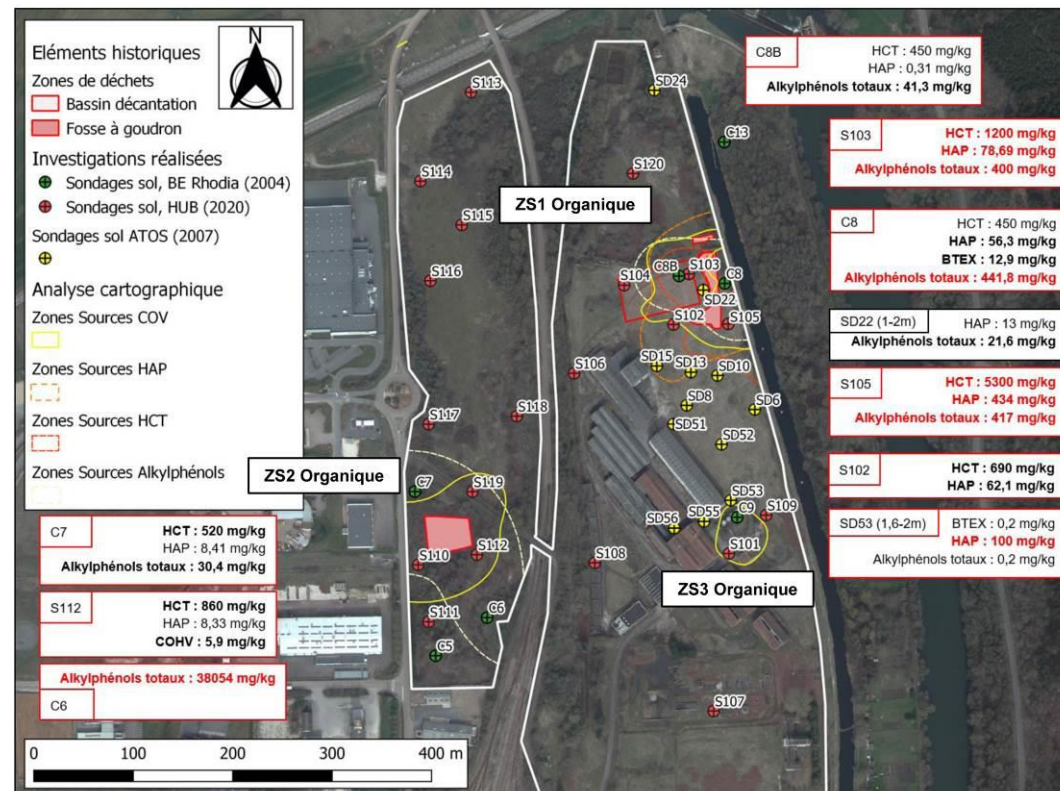 Eléments historiques
Zones de déchets
Bassin décantation
Fosse à goudron
Investigations réalisées
Sondages sol, BE Rhodia (2004)
Sondages sol, HUB (2020)
Sondages sol ATOS (2007)
Analyse cartographique
Zones Sources COV
Zones Sources HAP
Zones Sources HCT
Zones Sources Alkylphénols
N
C7
HCT : 520 mg/kg
HAP : 8,41 mg/kg
Alkylphénols totaux : 30,4 mg/kg
S112
HCT : 860 mg/kg
HAP : 8,33 mg/kg
COHV : 5,9 mg/kg
Alkylphénols totaux : 38054 mg/kg
C6
0 100 200 300 400 m
S113
S114
S115
S116
S117
S118
C7
S119
S110
S112
S111
C6
C5
ZS1 Organique
ZS2 Organique
ZS3 Organique
SD24
C13
S120
C8B
S103
C8
S104
SD22
S102
S105
SD15
SD13
SD10
S106
SD8
SD6
SD51
SD52
SD53
C9
S109
SD56
SD55
S101
S108
S107
C8B
HCT : 450 mg/kg
HAP : 0,31 mg/kg
Alkylphénols totaux : 41,3 mg/kg
S103
HCT : 1200 mg/kg
HAP : 78,69 mg/kg
Alkylphénols totaux : 400 mg/kg
C8
HCT : 450 mg/kg
HAP : 56,3 mg/kg
BTEX : 12,9 mg/kg
Alkylphénols totaux : 441,8 mg/kg
SD22 (1-2m)
HAP : 13 mg/kg
Alkylphénols totaux : 21,6 mg/kg
S105
HCT : 5300 mg/kg
HAP : 434 mg/kg
Alkylphénols totaux : 417 mg/kg
S102
HCT : 690 mg/kg
HAP : 62,1 mg/kg
SD53 (1,6-2m)
BTEX : 0,2 mg/kg
HAP : 100 mg/kg
Alkylphénols totaux : 0,2 mg/kg